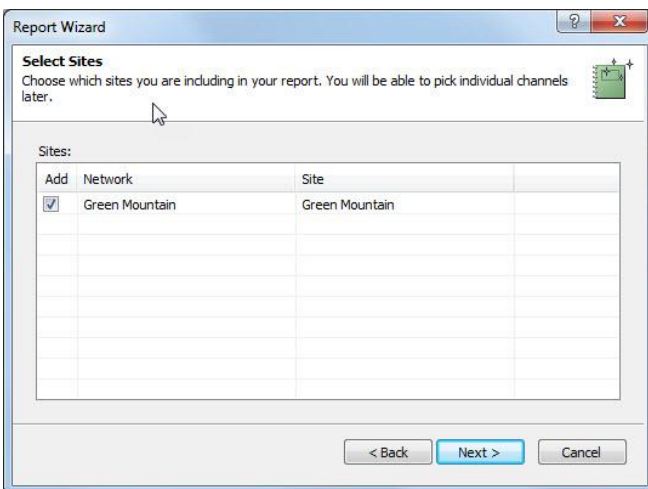 Report Wizard
Select Sites
Choose which sites you are including in your report. You will be able to pick individual channels
later.
Sites:
Add Network Site
Green Mountain Green Mountain
< Back Next > Cancel